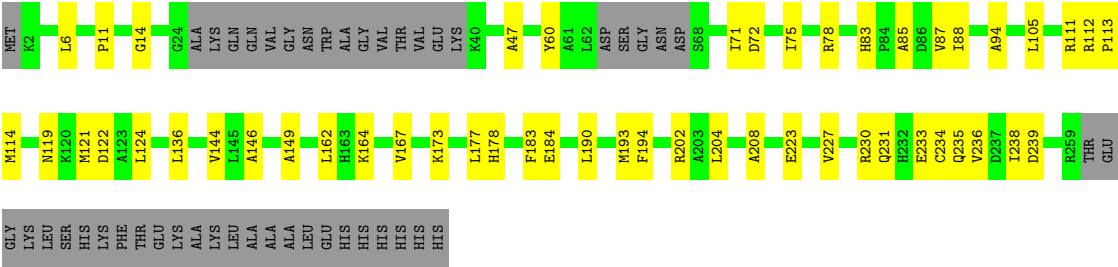 MET K2 L6 P11 G14 G24 ALA LYS GLN GLN VAL GLY ASN TRP ALA GLY VAL THR VAL GLU LYS K40 A47 Y60 A61 L62 ASP SER GLY ASN ASP S68 I71 D72 I75 R78 H83 P84 A85 D86 V87 I88 A94 L105 R111 R112 P113
M114 N119 K120 M121 D122 A123 L124 L136 V144 L145 A146 A149 L162 H163 K164 V167 K173 L177 H178 F183 E184 L190 M193 F194 R202 A203 L204 A208 E223 V227 R230 Q231 H232 E233 C234 Q235 V236 D237 I238 D239 R259 THR GLU
GLY LYS LEU SER HIS LYS PHE THR GLU LYS ALA LYS LEU ALA ALA ALA LEU GLU HIS HIS HIS HIS HIS HIS